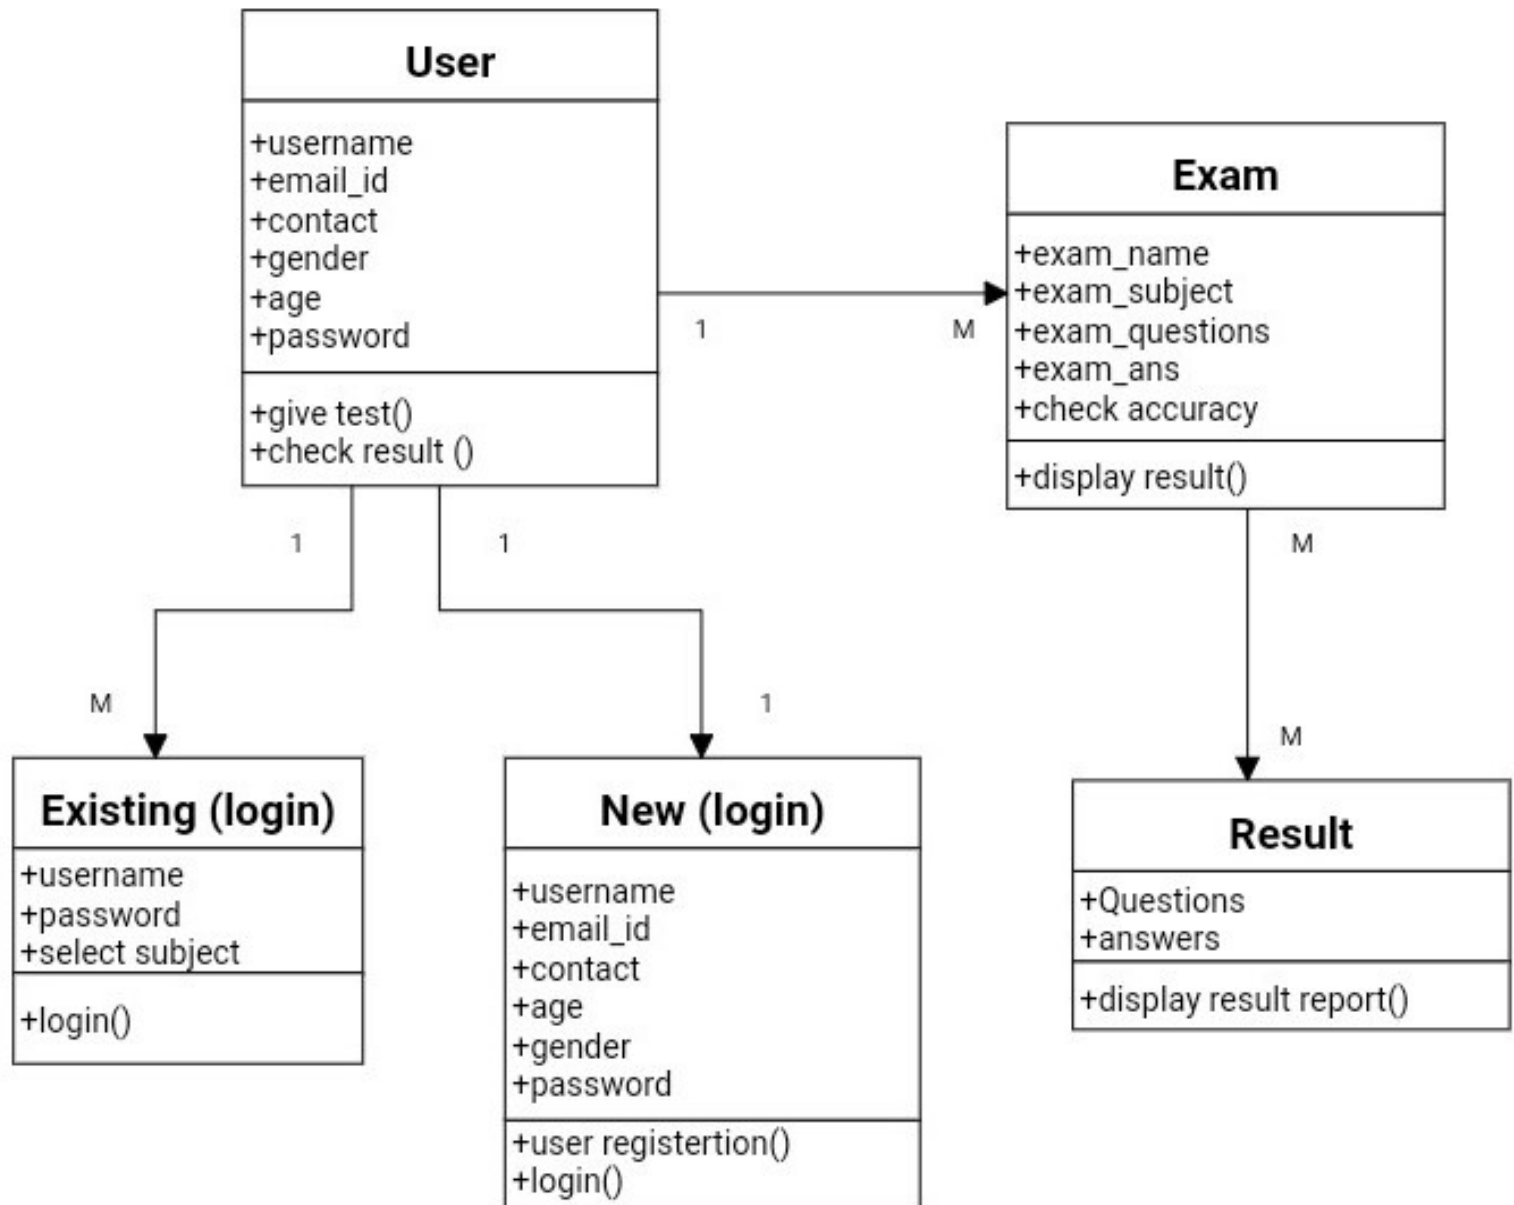 User
+username
+email_id
+contact
+gender
+age
+password
+give test()
+check result ()
1
M
Exam
+exam_name
+exam_subject
+exam_questions
+exam_ans
+check accuracy
+display result()
1
1
M
M
1
M
Existing (login)
+username
+password
+select subject
+login()
New (login)
+username
+email_id
+contact
+age
+gender
+password
+user registertion()
+login()
Result
+Questions
+answers
+display result report()